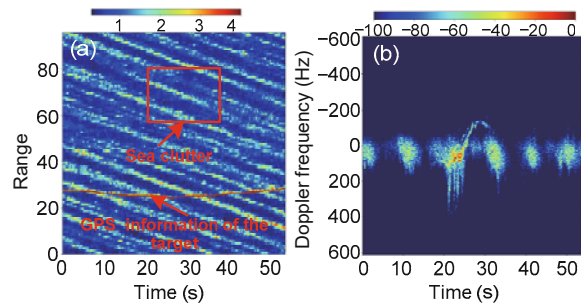 1 2 3 4
(a)
80
60
40
20
0
Range
Sea clutter
GPS information of the
target
0 10 20 30 40 50
Time (s)
−100 −80 −60 −40 −20 0
(b)
−600
−400
−200
0
200
400
600
Doppler frequency (Hz)
0 10 20 30 40 50
Time (s)